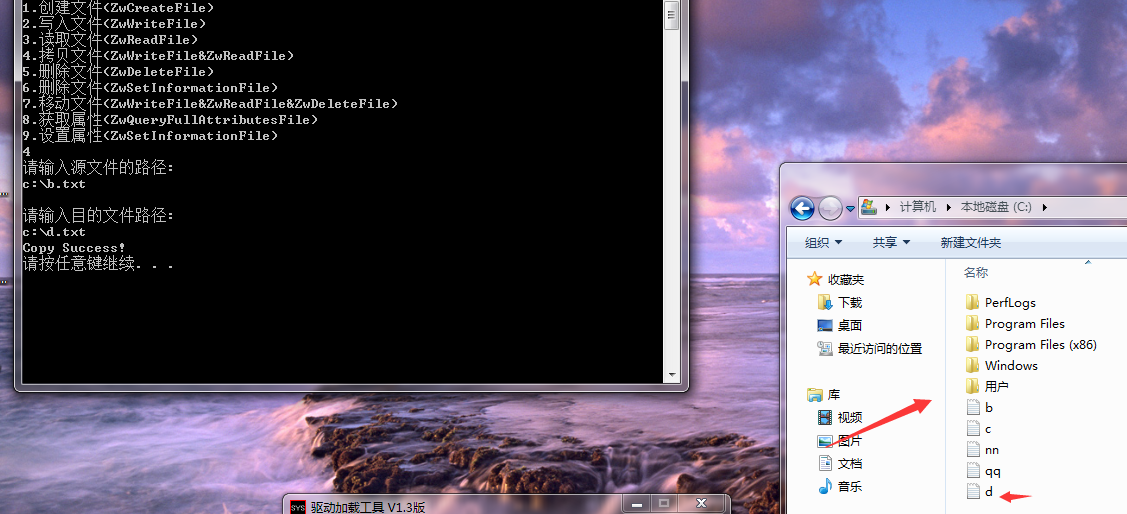 1.创建文件(ZwCreateFile)
2.写入文件(ZwWriteFile)
3.读取文件(ZwReadFile)
4.拷贝文件(ZwWriteFile&ZwReadFile)
5.删除文件(ZwDeleteFile)
6.删除文件(ZwSetInformationFile)
7.移动文件(ZwWriteFile&ZwReadFile&ZwDeleteFile)
8.获取属性(ZwQueryFullAttributesFile)
9.设置属性(ZwSetInformationFile)
4
请输入源文件的路径:
c:\b.txt
请输入目的文件路径:
c:\d.txt
Copy Success!
请按任意键继续. . .
计算机 本地磁盘 (C:)
组织 共享 新建文件夹
收藏夹
下载
桌面
最近访问的位置
库
视频
图片
文档
音乐
名称
PerfLogs
Program Files
Program Files (x86)
Windows
用户
b
c
nn
qq
d
SYS 驱动加载工具 V1.3版